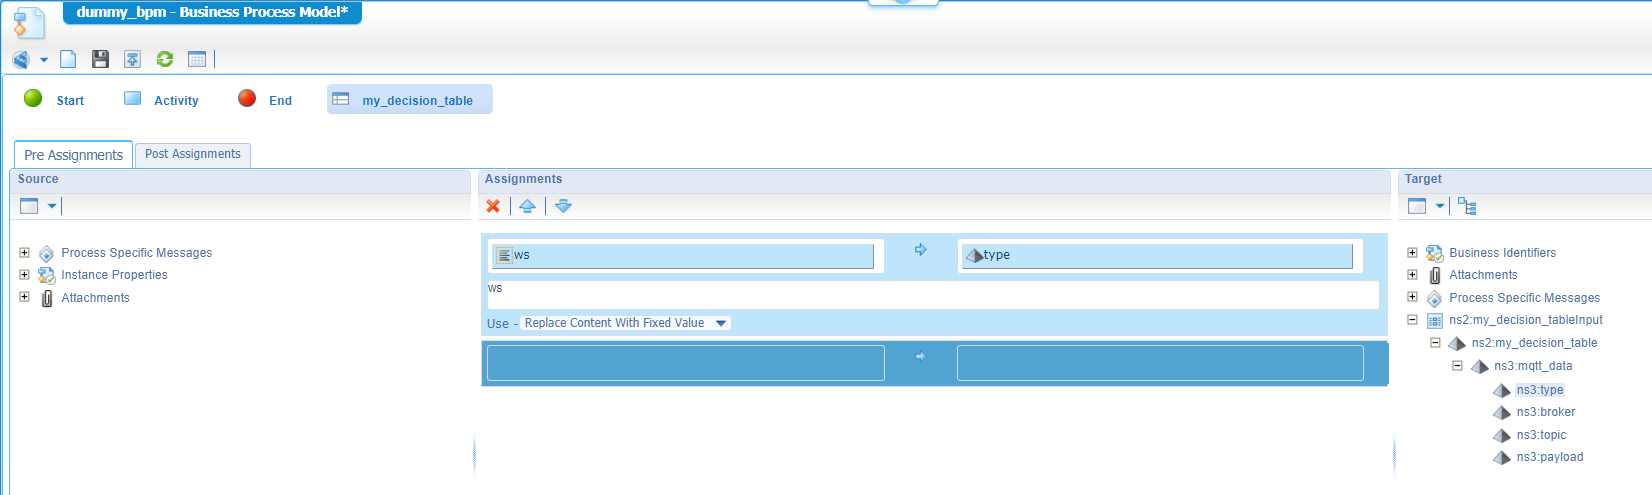 dummy_bpm - Business Process Model*
Start
Activity
End
my_decision_table
Pre Assignments
Post Assignments
Source
Assignments
Target
Process Specific Messages
Instance Properties
Attachments
ws
type
ws
Use - Replace Content With Fixed Value
Business Identifiers
Attachments
Process Specific Messages
ns2:my_decision_tableInput
ns2:my_decision_table
ns3:mqtt_data
ns3:type
ns3:broker
ns3:topic
ns3:payload